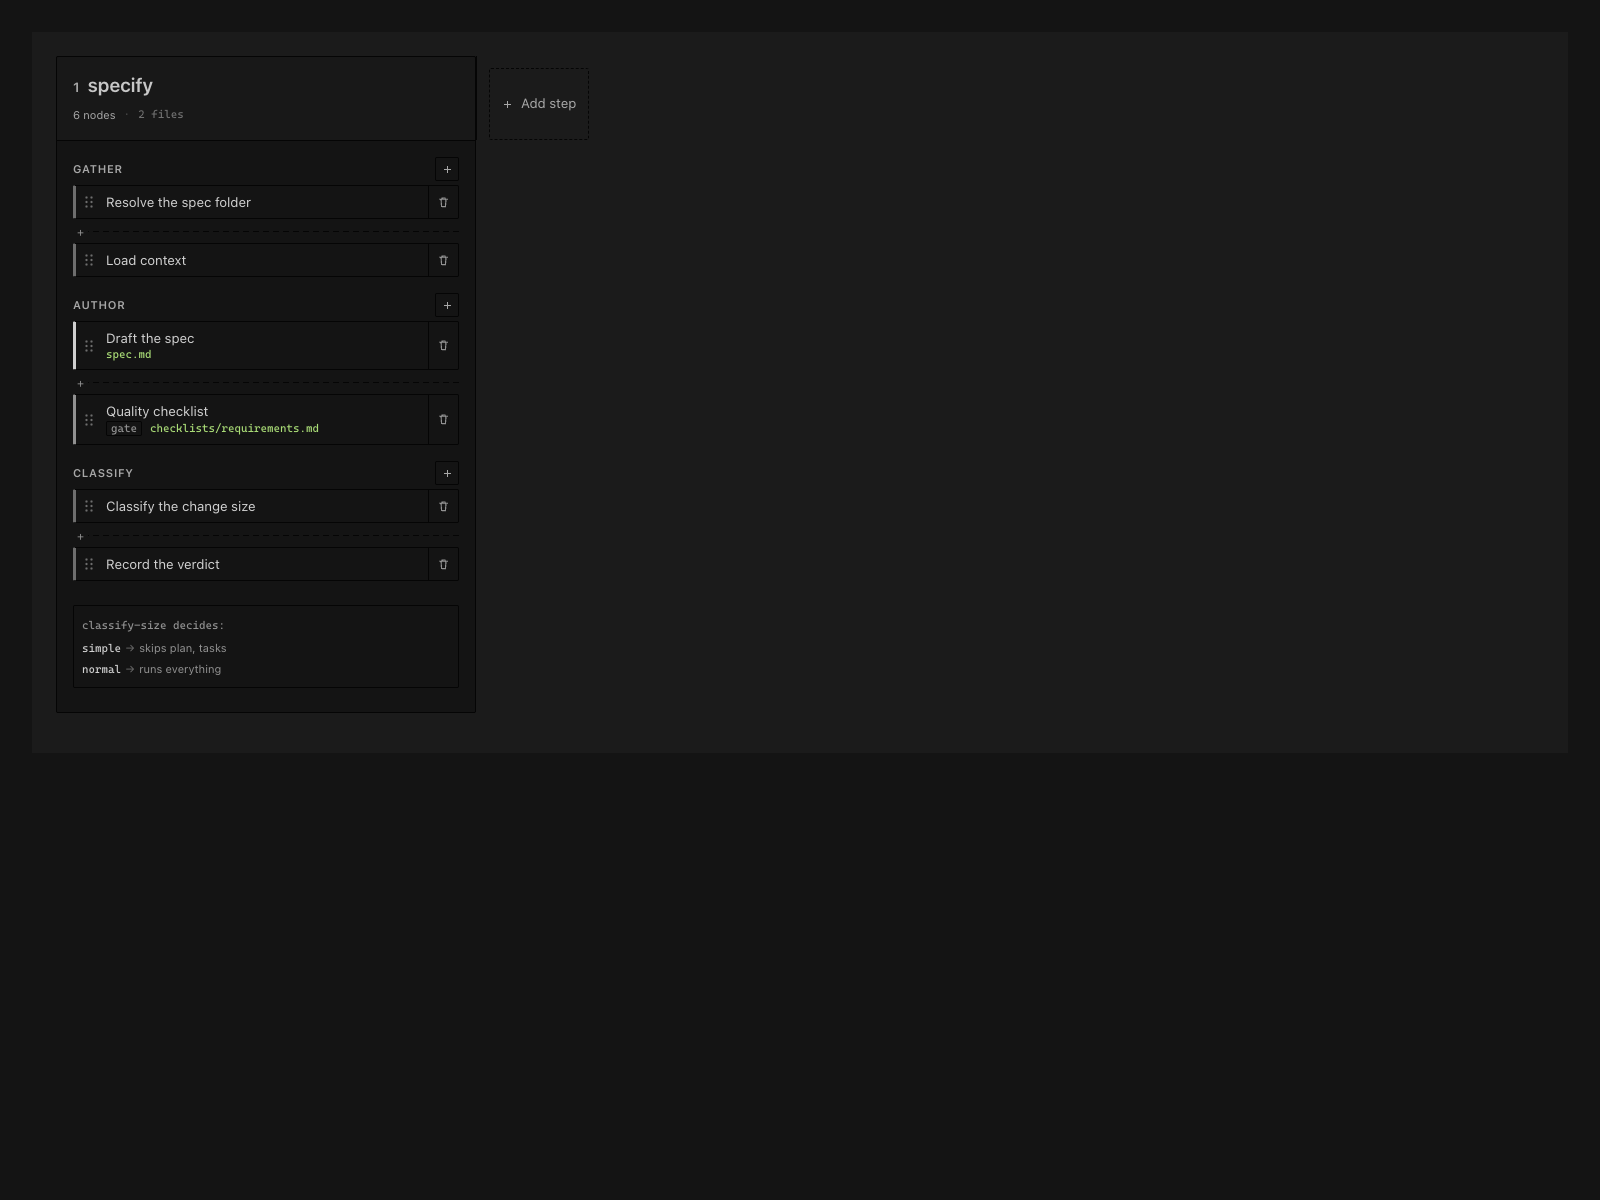 1 specify
6 nodes · 2 files
+ Add step
GATHER +
Resolve the spec folder
+
Load context
AUTHOR +
Draft the spec
spec.md
+
Quality checklist
gate checklists/requirements.md
CLASSIFY +
Classify the change size
+
Record the verdict
classify-size decides:
simple → skips plan, tasks
normal → runs everything